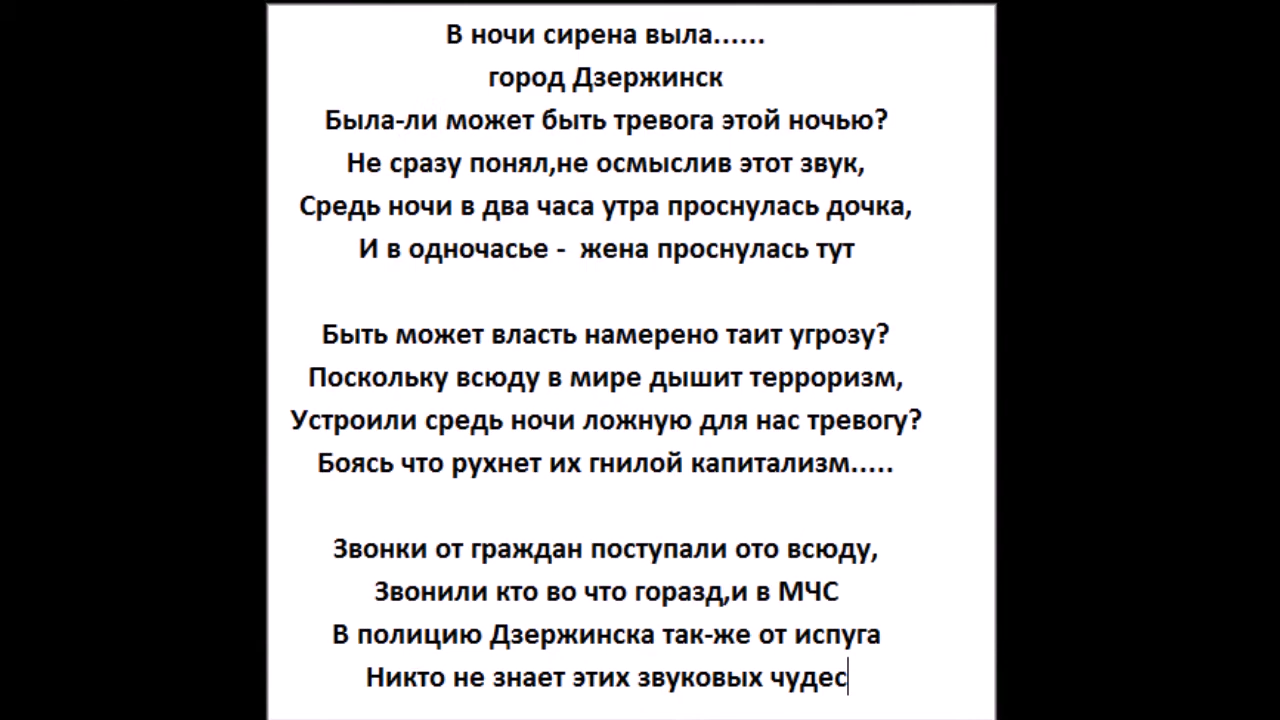 В ночи сирена выла......
город Дзержинск
Была-ли может быть тревога этой ночью?
Не сразу понял,не осмыслив этот звук,
Средь ночи в два часа утра проснулась дочка,
И в одночасье -  жена проснулась тут
Быть может власть намерено таит угрозу?
Поскольку всюду в мире дышит терроризм,
Устроили средь ночи ложную для нас тревогу?
Боясь что рухнет их гнилой капитализм.....
Звонки от граждан поступали ото всюду,
Звонили кто во что горазд,и в МЧС
В полицию Дзержинска так-же от испуга
Никто не знает этих звуковых чудес